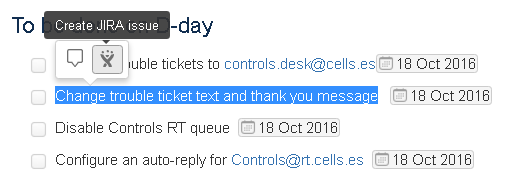 To b D-day
Create JIRA issue
ouble tickets to controls.desk@cells.es 18 Oct 2016
Change trouble ticket text and thank you message 18 Oct 2016
Disable Controls RT queue 18 Oct 2016
Configure an auto-reply for Controls@rt.cells.es 18 Oct 2016